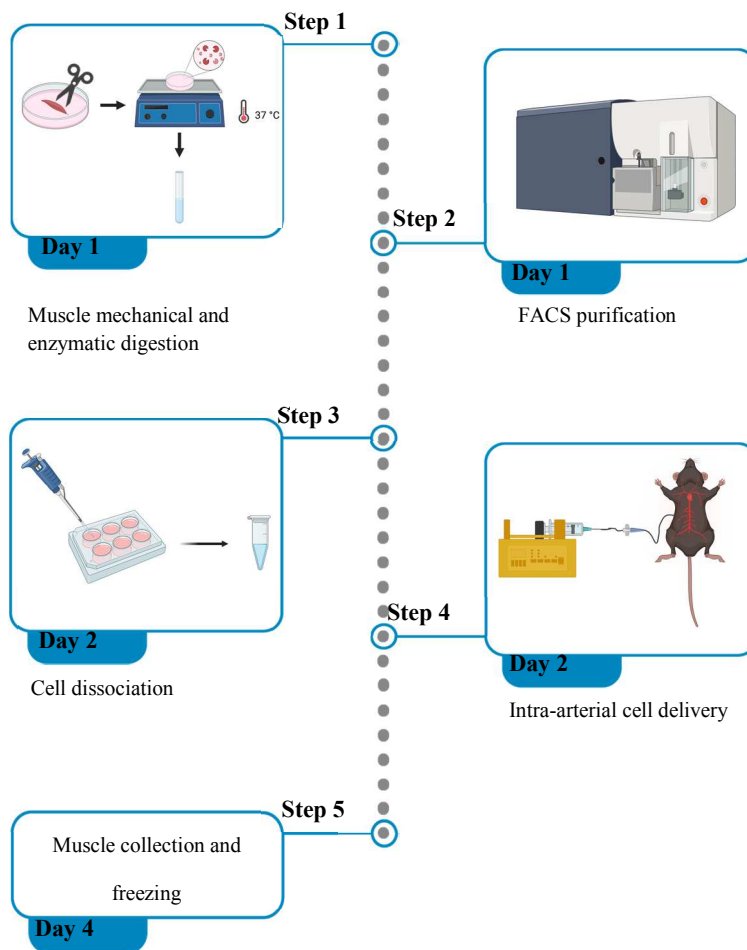 Step 1
37 °C
Day 1
Muscle mechanical and
enzymatic digestion
Step 2
Day 1
FACS purification
Step 3
Day 2
Cell dissociation
Step 4
Day 2
Intra-arterial cell delivery
Step 5
Muscle collection and
freezing
Day 4